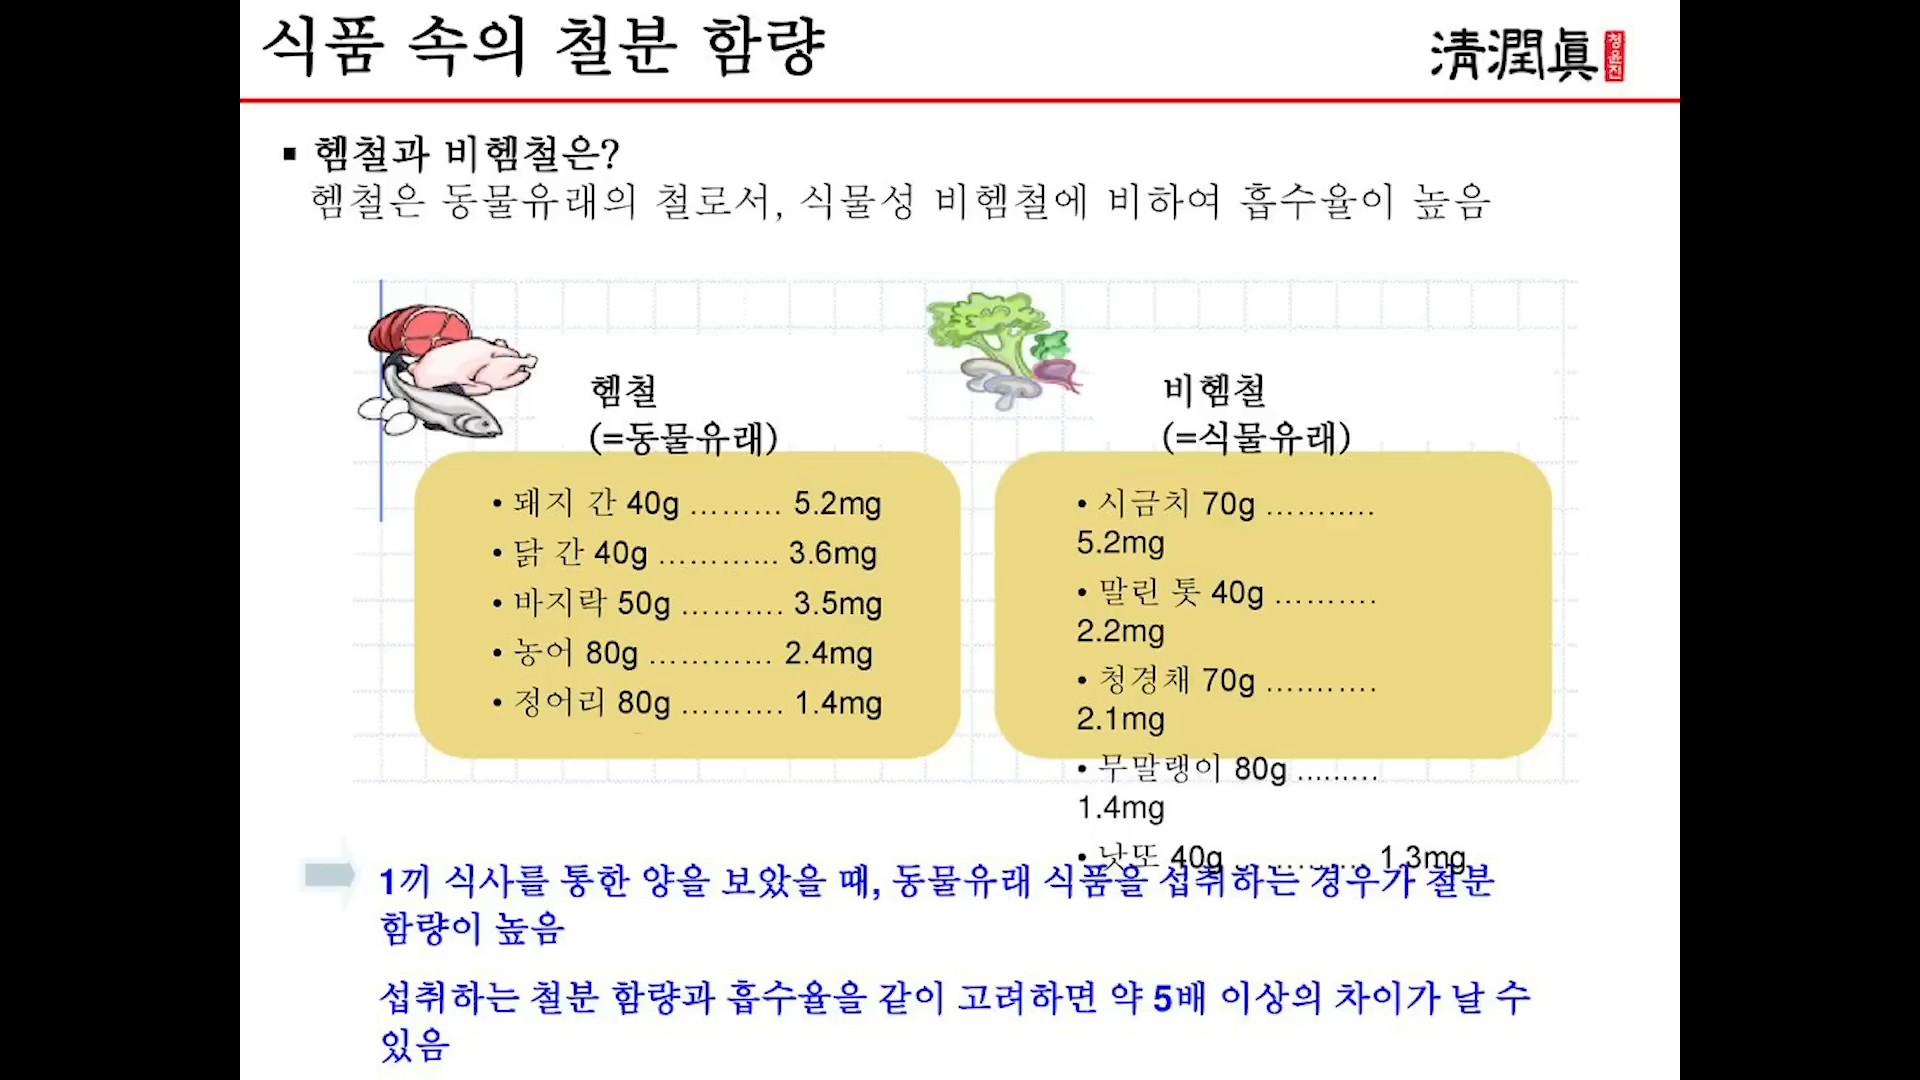 식품 속의 철분 함량
淸潤眞
청윤진
▪ 헴철과 비헴철은?
헴철은 동물유래의 철로서, 식물성 비헴철에 비하여 흡수율이 높음
헴철
(=동물유래)
• 돼지 간 40g ……… 5.2mg
• 닭 간 40g ………... 3.6mg
• 바지락 50g ………. 3.5mg
• 농어 80g ………… 2.4mg
• 정어리 80g ………. 1.4mg
비헴철
(=식물유래)
• 시금치 70g ……..…
5.2mg
• 말린 톳 40g ……….
2.2mg
• 청경채 70g ….…….
2.1mg
• 무말랭이 80g ...……
1.4mg
• 낫또 40g …………. 1.3mg
1끼 식사를 통한 양을 보았을 때, 동물유래 식품을 섭취하는 경우가 철분
함량이 높음
섭취하는 철분 함량과 흡수율을 같이 고려하면 약 5배 이상의 차이가 날 수
있음